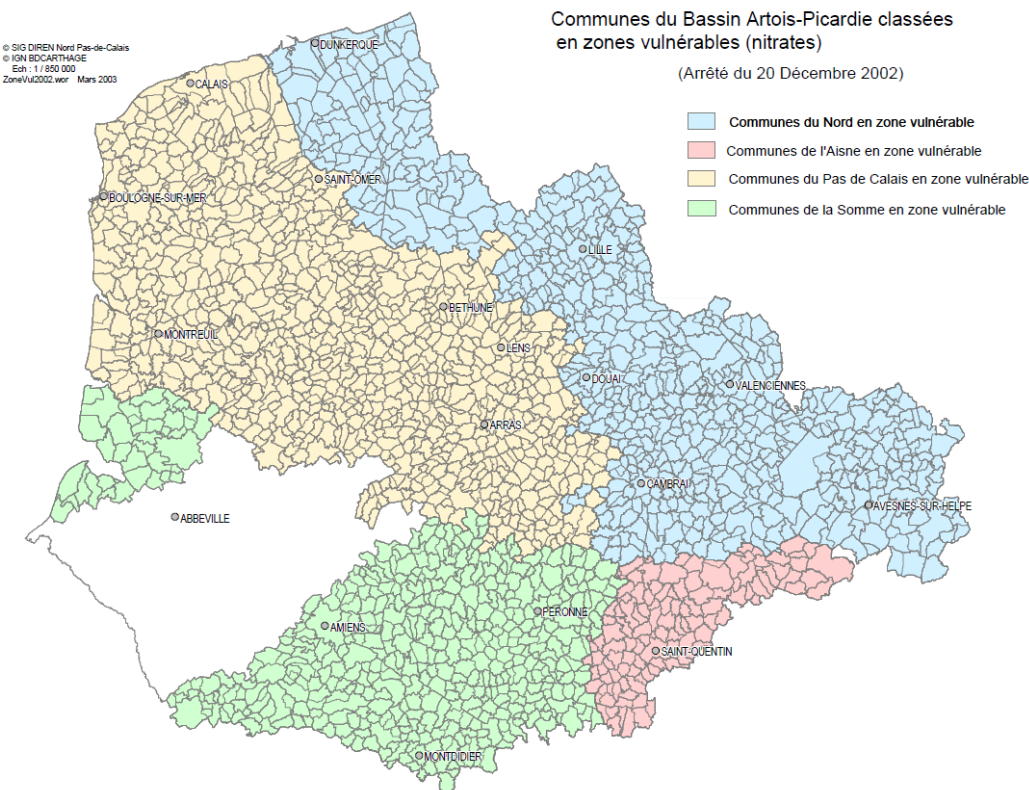 Communes du Bassin Artois-Picardie classées
en zones vulnérables (nitrates)
(Arrêté du 20 Décembre 2002)
© SIG DIREN Nord Pas-de-Calais
© IGN BDCARTHAGE
Ech : 1 / 850 000
ZoneVul2002.wor Mars 2003
Communes du Nord en zone vulnérable
Communes de l'Aisne en zone vulnérable
Communes du Pas de Calais en zone vulnérable
Communes de la Somme en zone vulnérable
DUNKERQUE
CALAIS
SAINT-OMER
BOULOGNE-SUR-MER
LILLE
BETHUNE
MONTREUIL
LENS
DOUAI
VALENCIENNES
ARRAS
CAMBRAI
AVESNES-SUR-HELPE
ABBEVILLE
PERONNE
AMIENS
SAINT-QUENTIN
MONTDIDIER